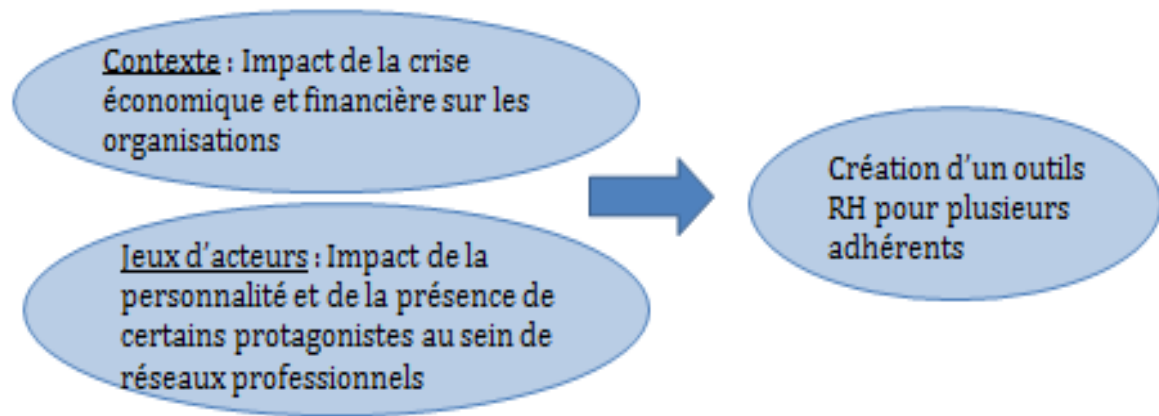 Contexte : Impact de la crise
économique et financière sur les
organisations
Jeux d'acteurs : Impact de la
personnalité et de la présence de
certains protagonistes au sein de
réseaux professionnels
Création d'un outils
RH pour plusieurs
adhérents